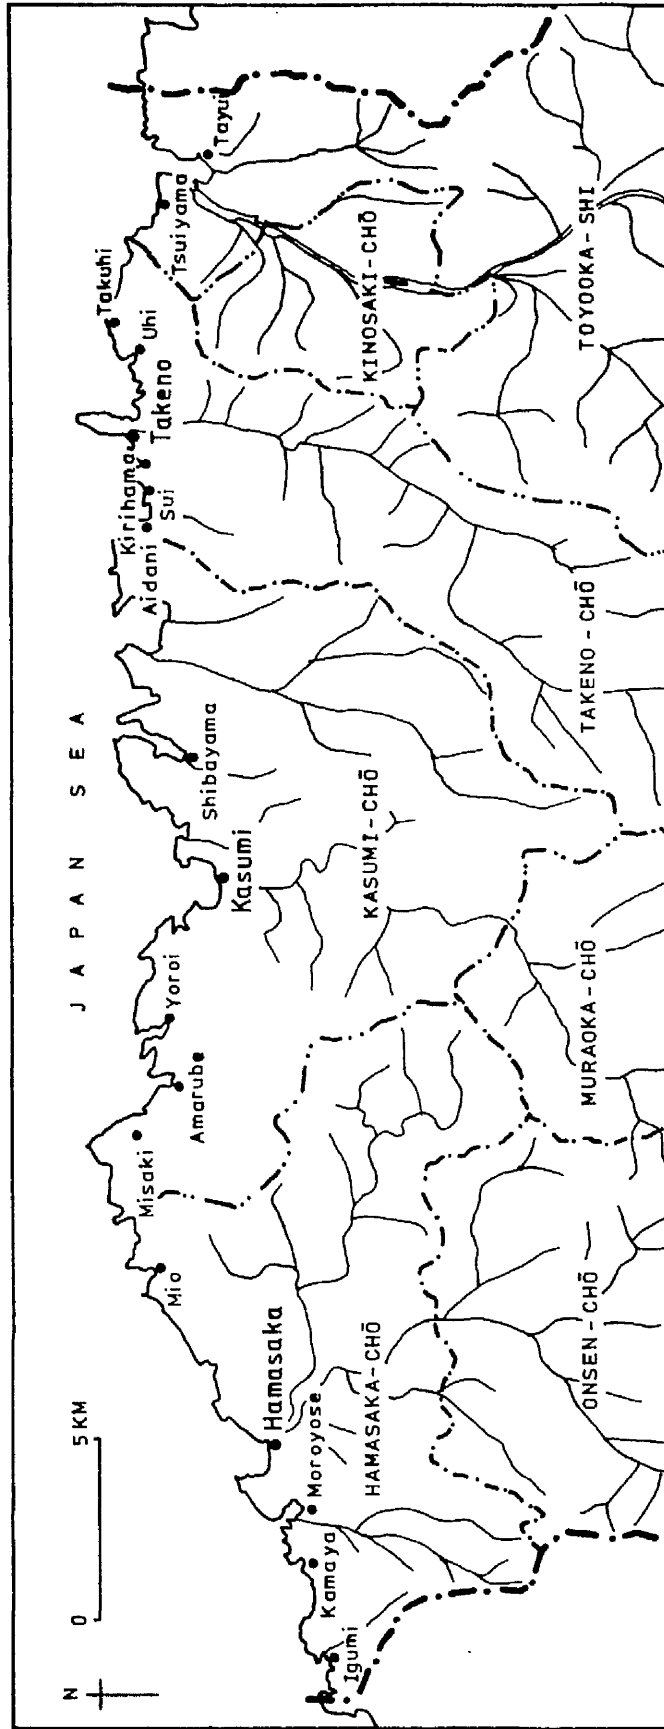 N
0 5 KM
JAPAN SEA
Igumi
Kamaya
Moroyose
Hamasaka
Mio
Misaki
Amarube
Yoroi
Kasumi
Shibayama
Aidani
Sui
Kirihama
Takeno
Uhi
Takuhi
Tsuiyama
Tayui
HAMASAKA-CHŌ
KASUMI-CHŌ
KINOSAKI-CHŌ
ONSEN-CHŌ
MURAOKA-CHŌ
TAKENO-CHŌ
TOYOOKA-SHI